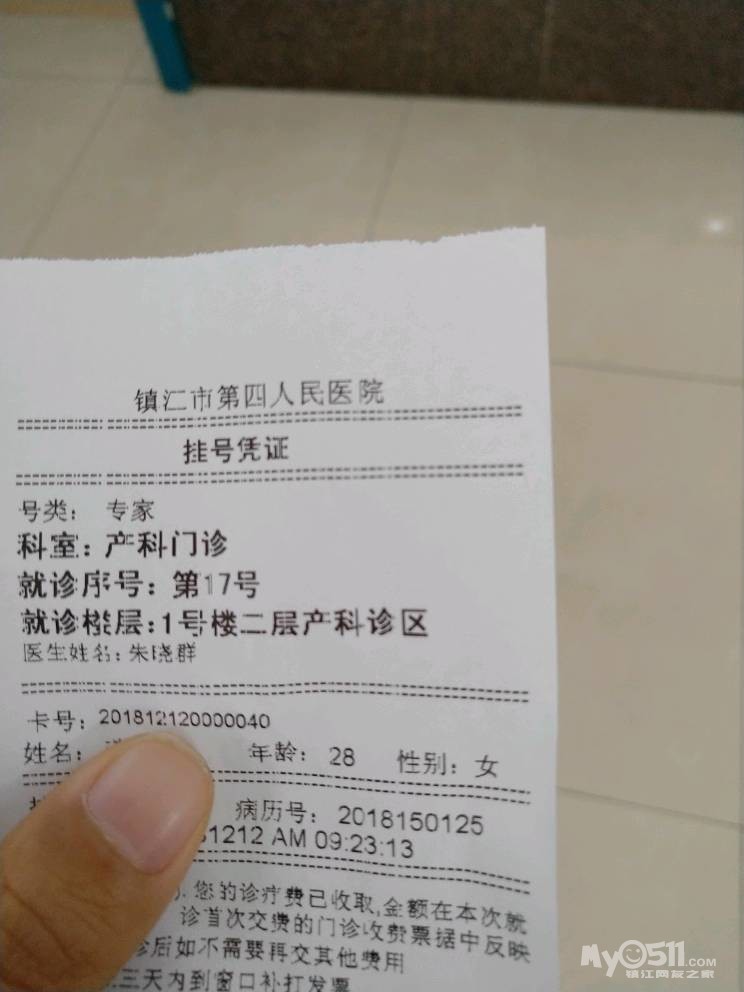 镇江市第四人民医院
挂号凭证
号类： 专家
科室：产科门诊
就诊序号：第17号
就诊楼层：1号楼二层产科诊区
医生姓名：朱晓群
卡号：201812120000040
姓名： 年龄： 28 性别：女
病历号：2018150125
1212 AM 09:23:13
您的诊疗费已收取,金额在本次就
诊首次交费的门诊收费票据中反映
诊后如不需要再交其他费用
三天内到窗口补打发票
My0511.COM
镇江网友之家